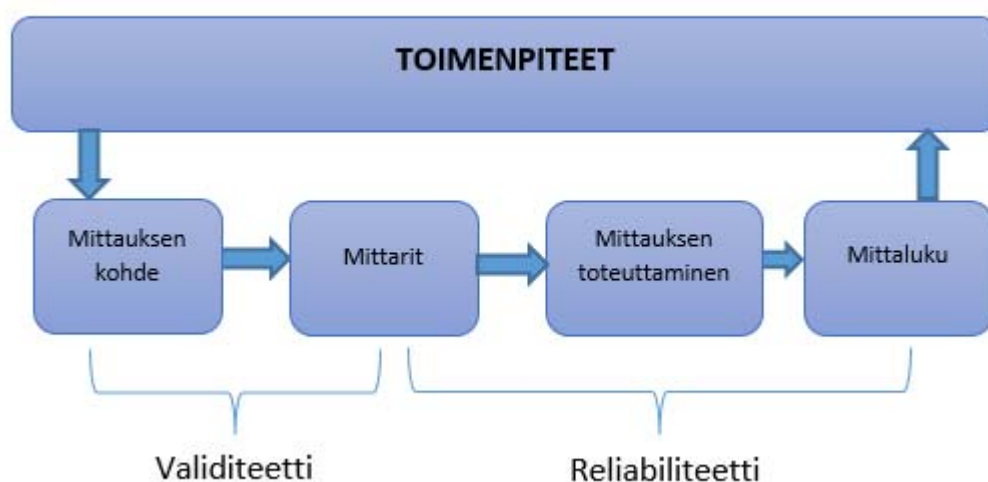 TOIMENPITEET
Mittauksen
kohde
Mittarit
Mittauksen
toteuttaminen
Mittaluku
Validiteetti
Reliabiliteetti